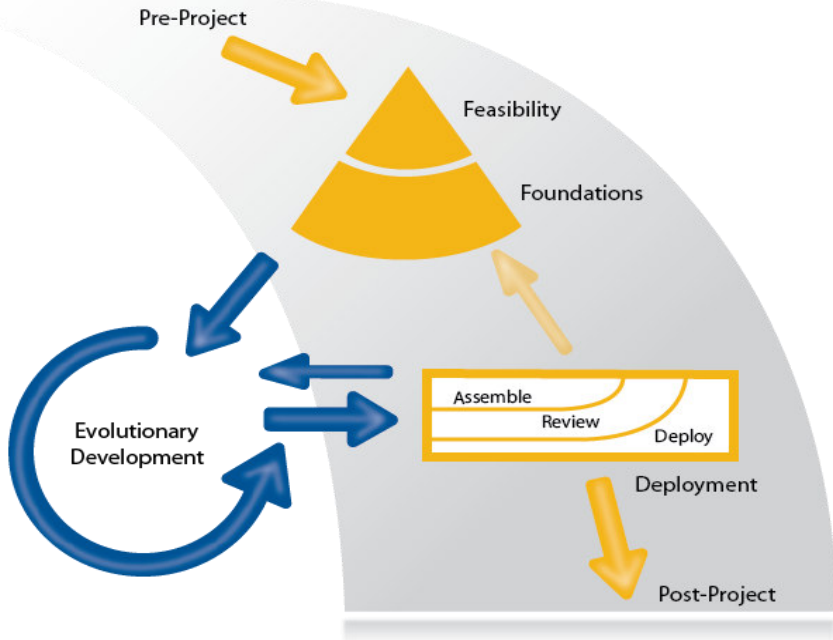 Pre-Project
Feasibility
Foundations
Evolutionary
Development
Assemble
Review
Deploy
Deployment
Post-Project